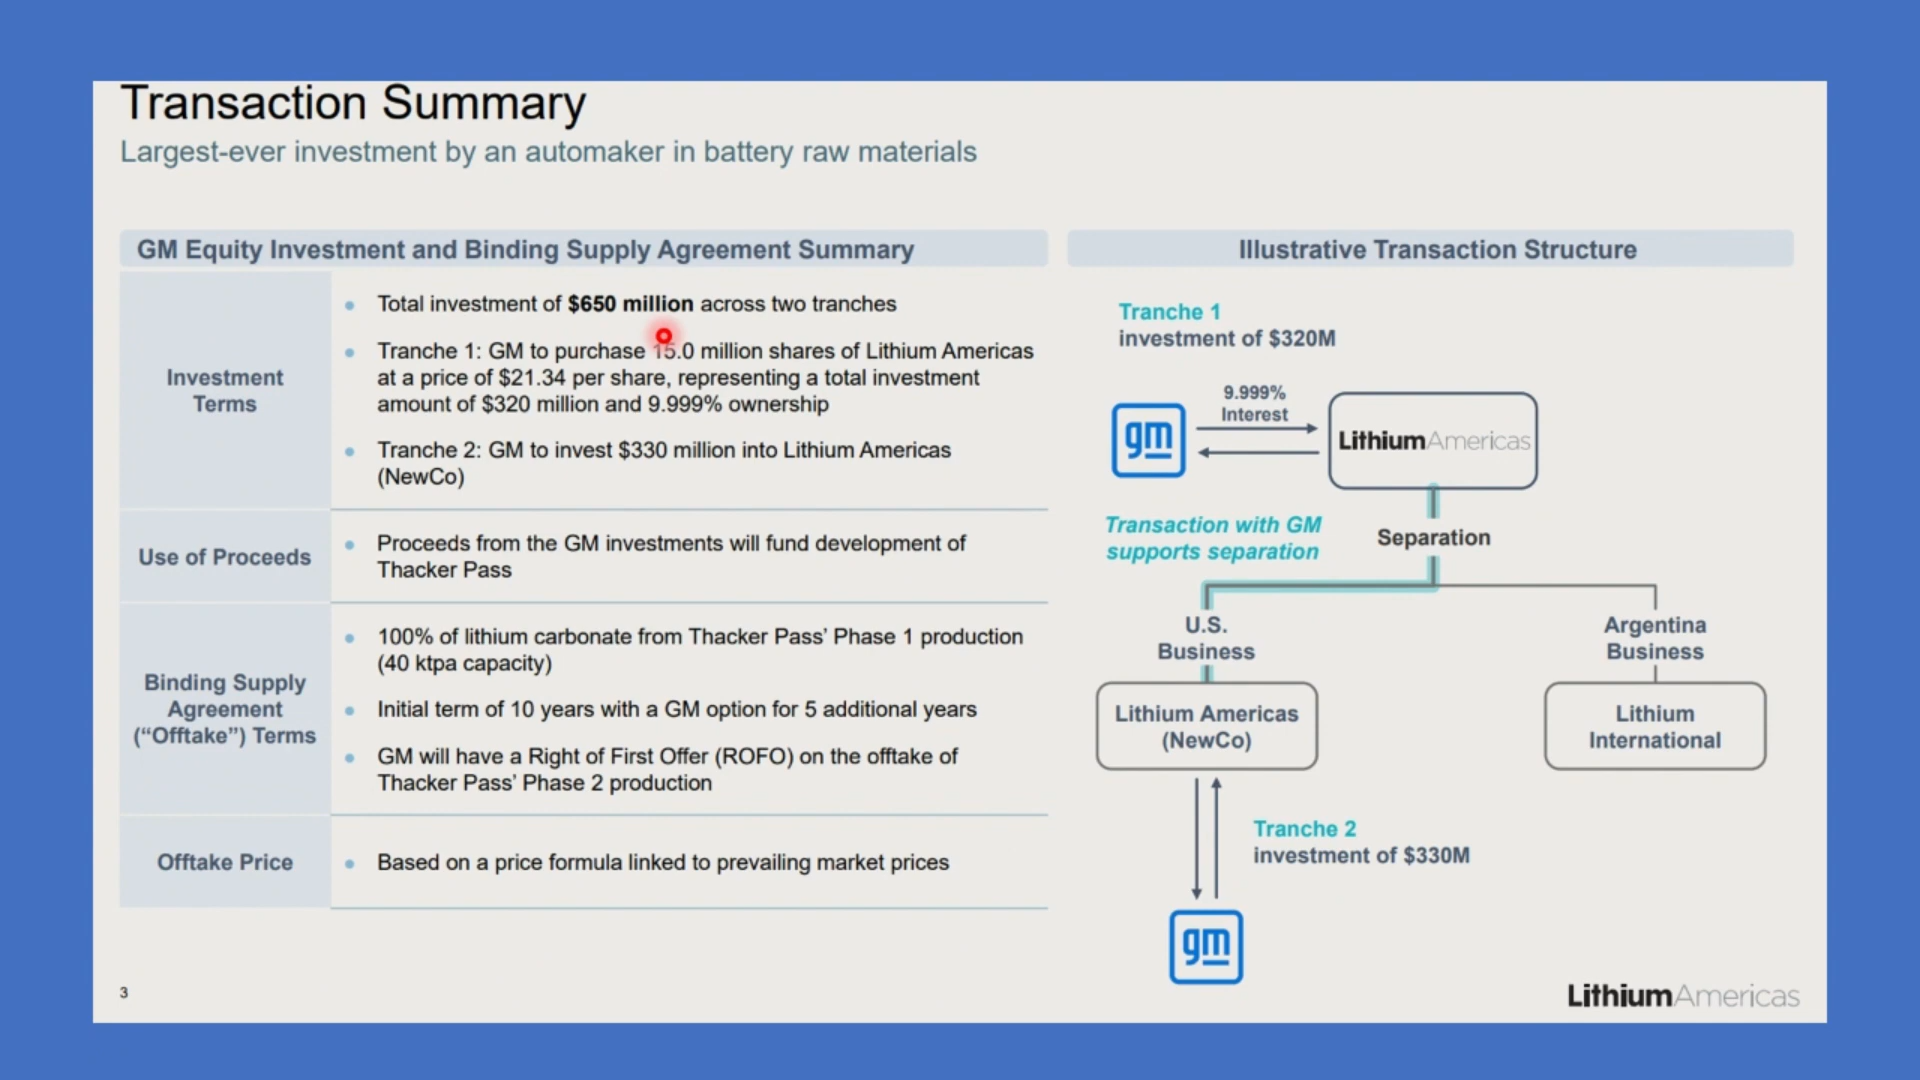 Transaction Summary
Largest-ever investment by an automaker in battery raw materials
GM Equity Investment and Binding Supply Agreement Summary
Investment
Terms
Total investment of $650 million across two tranches
Tranche 1: GM to purchase 15.0 million shares of Lithium Americas
at a price of $21.34 per share, representing a total investment
amount of $320 million and 9.999% ownership
Tranche 2: GM to invest $330 million into Lithium Americas
(NewCo)
Use of Proceeds
Proceeds from the GM investments will fund development of
Thacker Pass
Binding Supply
Agreement
(“Offtake”) Terms
100% of lithium carbonate from Thacker Pass’ Phase 1 production
(40 ktpa capacity)
Initial term of 10 years with a GM option for 5 additional years
GM will have a Right of First Offer (ROFO) on the offtake of
Thacker Pass’ Phase 2 production
Offtake Price
Based on a price formula linked to prevailing market prices
Illustrative Transaction Structure
Tranche 1
investment of $320M
9.999%
Interest
gm
LithiumAmericas
Transaction with GM
supports separation
Separation
U.S.
Business
Argentina
Business
Lithium Americas
(NewCo)
Lithium
International
Tranche 2
investment of $330M
gm
3
LithiumAmericas